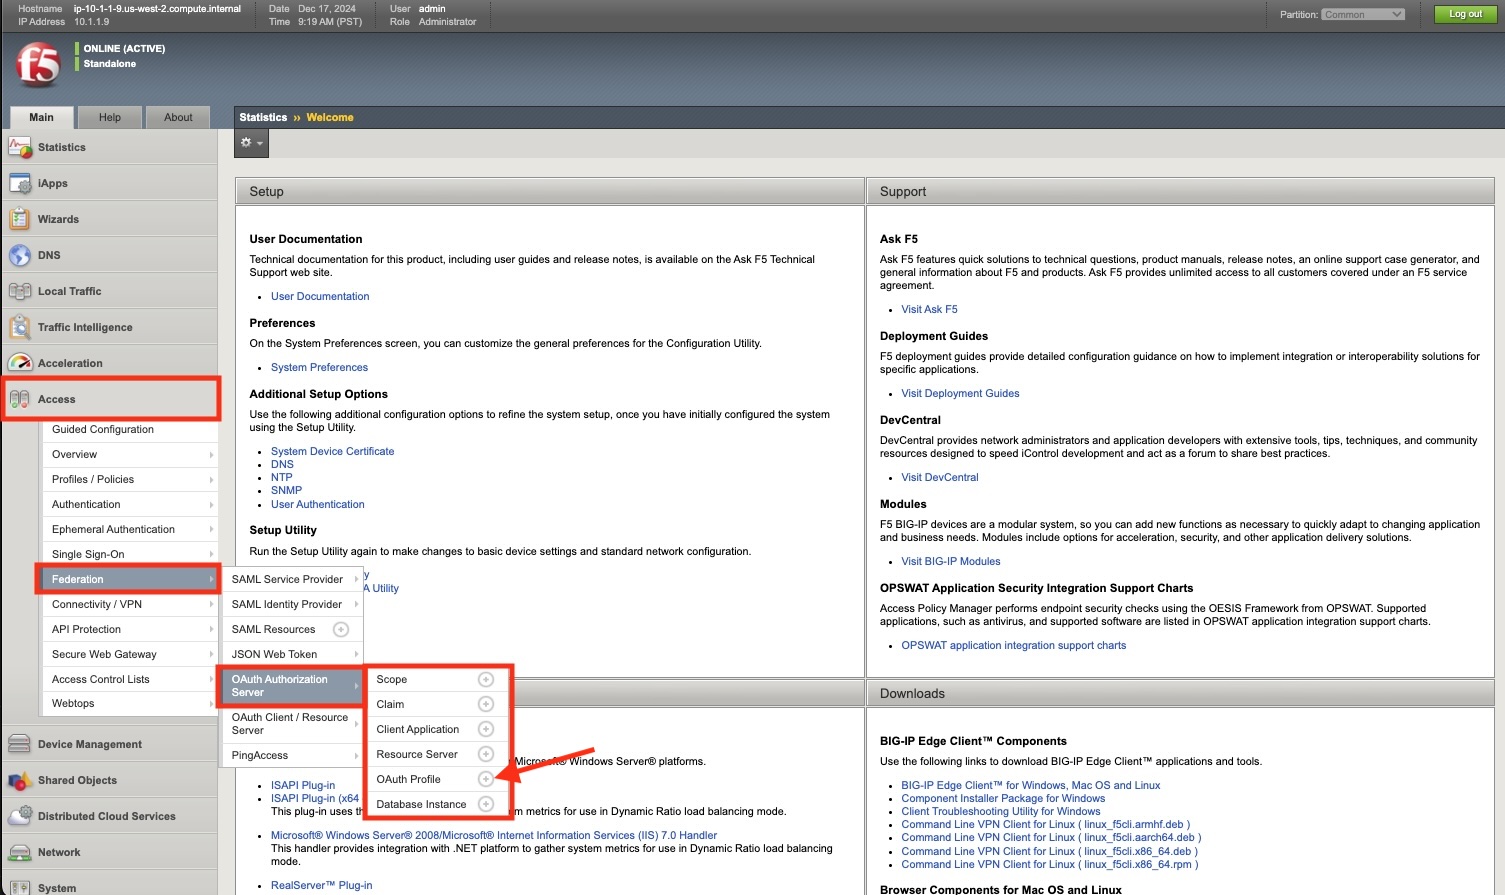 Hostname ip-10-1-1-9.us-west-2.compute.internal Date Dec 17, 2024 User admin
IP Address 10.1.1.9 Time 9:19 AM (PST) Role Administrator
Partition: Common
Log out
f5
ONLINE (ACTIVE)
Standalone
Main Help About
Statistics
iApps
Wizards
DNS
Local Traffic
Traffic Intelligence
Acceleration
Access
Guided Configuration
Overview
Profiles / Policies
Authentication
Ephemeral Authentication
Single Sign-On
Federation
Connectivity / VPN
API Protection
Secure Web Gateway
Access Control Lists
Webtops
Device Management
Shared Objects
Distributed Cloud Services
Network
System
SAML Service Provider
SAML Identity Provider
SAML Resources
JSON Web Token
OAuth Authorization
Server
OAuth Client / Resource
Server
PingAccess
Scope
Claim
Client Application
Resource Server
OAuth Profile
Database Instance
Statistics ›› Welcome
Setup
User Documentation
Technical documentation for this product, including user guides and release notes, is available on the Ask F5 Technical
Support web site.
• User Documentation
Preferences
On the System Preferences screen, you can customize the general preferences for the Configuration Utility.
• System Preferences
Additional Setup Options
Use the following additional configuration options to refine the system setup, once you have initially configured the system
using the Setup Utility.
• System Device Certificate
• DNS
• NTP
• SNMP
• User Authentication
Setup Utility
Run the Setup Utility again to make changes to basic device settings and standard network configuration.
y
A Utility
Microsoft® Windows Server® platforms.
• ISAPI Plug-in
• ISAPI Plug-in (x64
This plug-in uses th m metrics for use in Dynamic Ratio load balancing mode.
• Microsoft® Windows Server® 2008/Microsoft® Internet Information Services (IIS) 7.0 Handler
This handler provides integration with .NET platform to gather system metrics for use in Dynamic Ratio load balancing
mode.
• RealServer™ Plug-in
Support
Ask F5
Ask F5 features quick solutions to technical questions, product manuals, release notes, an online support case generator, and
general information about F5 and products. Ask F5 provides unlimited access to all customers covered under an F5 service
agreement.
• Visit Ask F5
Deployment Guides
F5 deployment guides provide detailed configuration guidance on how to implement integration or interoperability solutions for
specific applications.
• Visit Deployment Guides
DevCentral
DevCentral provides network administrators and application developers with extensive tools, tips, techniques, and community
resources designed to speed iControl development and act as a forum to share best practices.
• Visit DevCentral
Modules
F5 BIG-IP devices are a modular system, so you can add new functions as necessary to quickly adapt to changing application
and business needs. Modules include options for acceleration, security, and other application delivery solutions.
• Visit BIG-IP Modules
OPSWAT Application Security Integration Support Charts
Access Policy Manager performs endpoint security checks using the OESIS Framework from OPSWAT. Supported
applications, such as antivirus, and supported software are listed in OPSWAT application integration support charts.
• OPSWAT application integration support charts
Downloads
BIG-IP Edge Client™ Components
Use the following links to download BIG-IP Edge Client™ applications and tools.
• BIG-IP Edge Client™ for Windows, Mac OS and Linux
• Component Installer Package for Windows
• Client Troubleshooting Utility for Windows
• Command Line VPN Client for Linux ( linux_f5cli.armhf.deb )
• Command Line VPN Client for Linux ( linux_f5cli.aarch64.deb )
• Command Line VPN Client for Linux ( linux_f5cli.x86_64.deb )
• Command Line VPN Client for Linux ( linux_f5cli.x86_64.rpm )
Browser Components for Mac OS and Linux